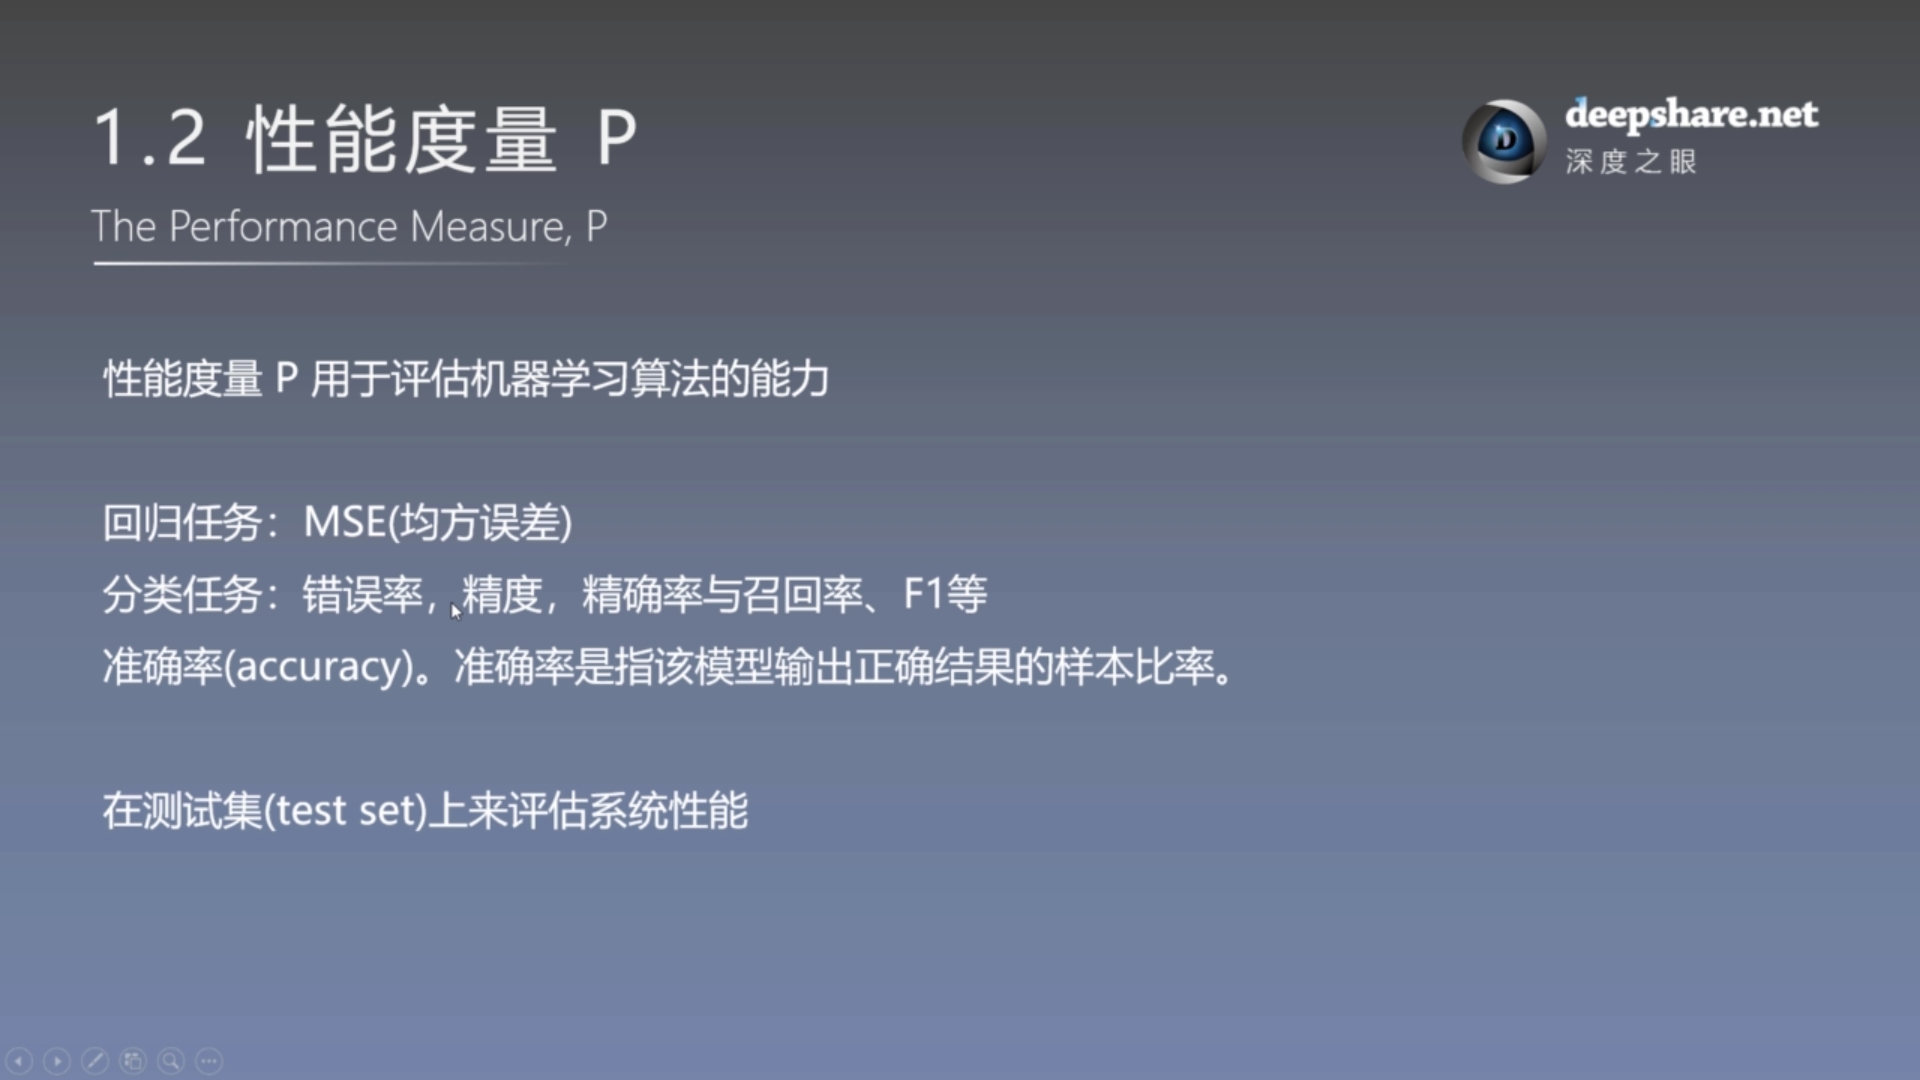 1.2 性能度量 P
The Performance Measure, P
deepshare.net
深度之眼
性能度量 P 用于评估机器学习算法的能力
回归任务：MSE(均方误差)
分类任务：错误率，精度，精确率与召回率、F1等
准确率(accuracy)。准确率是指该模型输出正确结果的样本比率。
在测试集(test set)上来评估系统性能